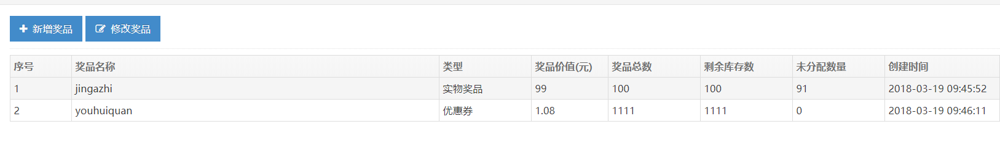 新增奖品 修改奖品
序号 奖品名称 类型 奖品价值(元) 奖品总数 剩余库存数 未分配数量 创建时间
1 jingazhi 实物奖品 99 100 100 91 2018-03-19 09:45:52
2 youhuiquan 优惠券 1.08 1111 1111 0 2018-03-19 09:46:11